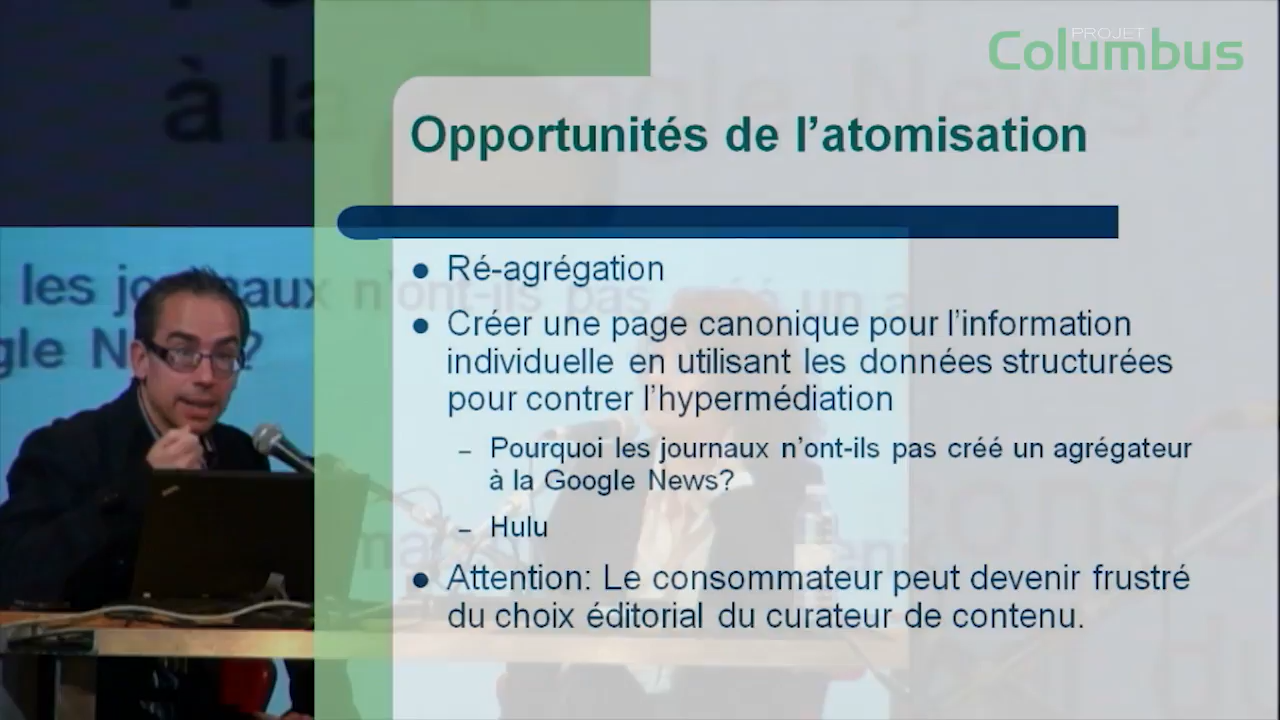 PROJET
Columbus
à la
Opportunités de l'atomisation
● Ré-agrégation
● Créer une page canonique pour l'information
individuelle en utilisant les données structurées
pour contrer l'hypermédiation
– Pourquoi les journaux n'ont-ils pas créé un agrégateur
à la Google News?
– Hulu
● Attention: Le consommateur peut devenir frustré
du choix éditorial du curateur de contenu.
les journaux n'ont-ils pas créé un a
gle N ?